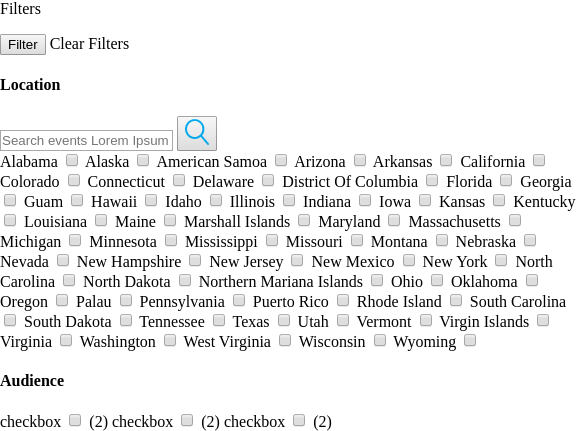 Filters
Filter Clear Filters
Location
Search events Lorem Ipsum
Alabama Alaska American Samoa Arizona Arkansas California
Colorado Connecticut Delaware District Of Columbia Florida Georgia
Guam Hawaii Idaho Illinois Indiana Iowa Kansas Kentucky
Louisiana Maine Marshall Islands Maryland Massachusetts
Michigan Minnesota Mississippi Missouri Montana Nebraska
Nevada New Hampshire New Jersey New Mexico New York North
Carolina North Dakota Northern Mariana Islands Ohio Oklahoma
Oregon Palau Pennsylvania Puerto Rico Rhode Island South Carolina
South Dakota Tennessee Texas Utah Vermont Virgin Islands
Virginia Washington West Virginia Wisconsin Wyoming
Audience
checkbox (2) checkbox (2) checkbox (2)